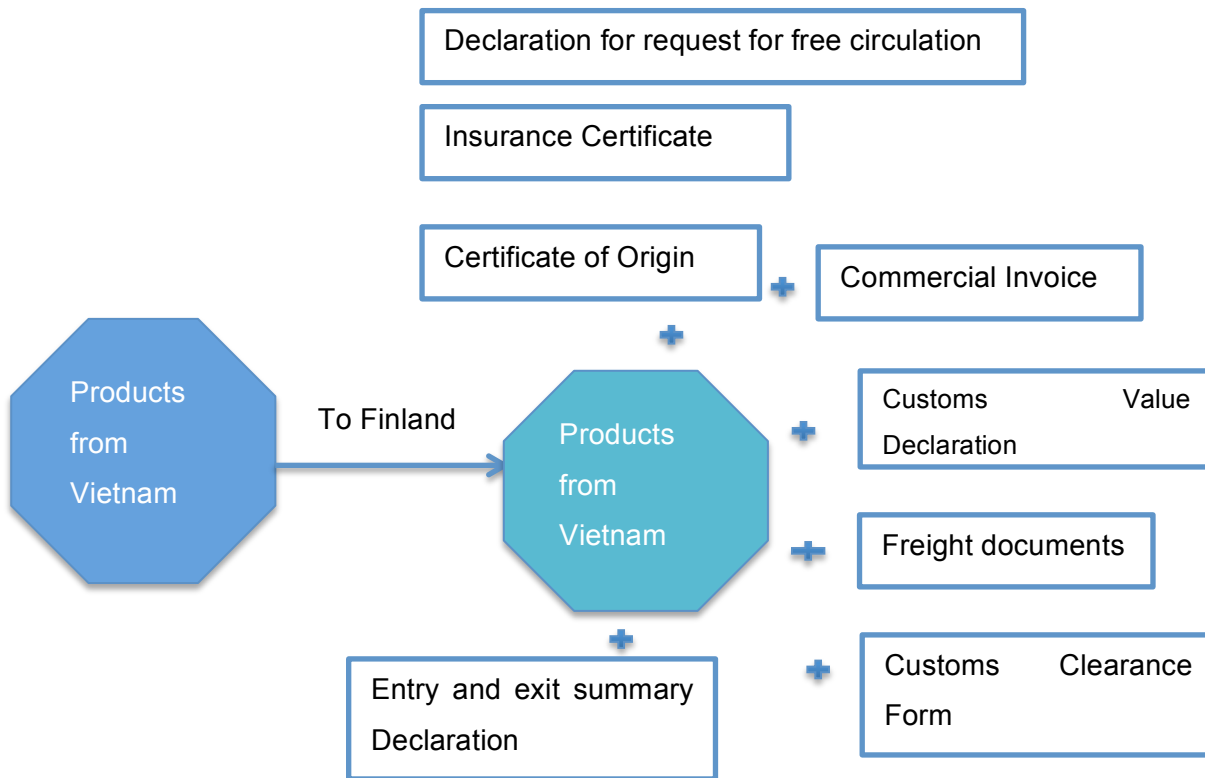 Declaration for request for free circulation
Insurance Certificate
Certificate of Origin
Commercial Invoice
Products
from
Vietnam
To Finland
Products
from
Vietnam
Customs Value
Declaration
Freight documents
Customs Clearance
Form
Entry and exit summary
Declaration